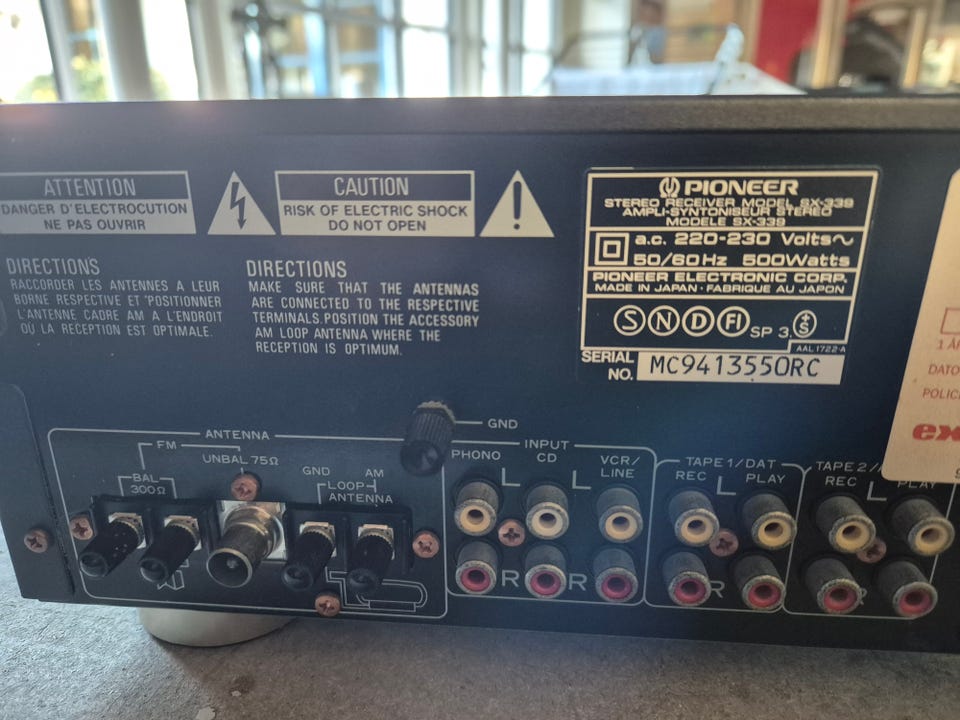 ATTENTION
DANGER D'ELECTROCUTION
NE PAS OUVRIR
CAUTION
RISK OF ELECTRIC SHOCK
DO NOT OPEN
DIRECTIONS
RACCORDER LES ANTENNES A LEUR
BORNE RESPECTIVE ET POSITIONNER
L'ANTENNE CADRE AM A L'ENDROIT
OU LA RECEPTION EST OPTIMALE.
DIRECTIONS
MAKE SURE THAT THE ANTENNAS
ARE CONNECTED TO THE RESPECTIVE
TERMINALS. POSITION THE ACCESSORY
AM LOOP ANTENNA WHERE THE
RECEPTION IS OPTIMUM.
PIONEER
STEREO RECEIVER MODEL SX-339
AMPLI-SYNTONISEUR STEREO
MODELE SX-339
a.c. 220-230 Volts~
50/60Hz 500Watts
PIONEER ELECTRONIC CORP.
MADE IN JAPAN · FABRIQUE AU JAPON
S N D FI SP 3. S
AAL1722-A
SERIAL NO. MC9413550RC
1 ÅR
DATO
POLICE
ex
GND
ANTENNA
FM
UNBAL 75Ω
BAL
300Ω
GND AM
LOOP
ANTENNA
INPUT
PHONO CD VCR/
LINE
L L
R R
TAPE 1/DAT
REC PLAY
L
R
TAPE 2/
REC PLAY
L